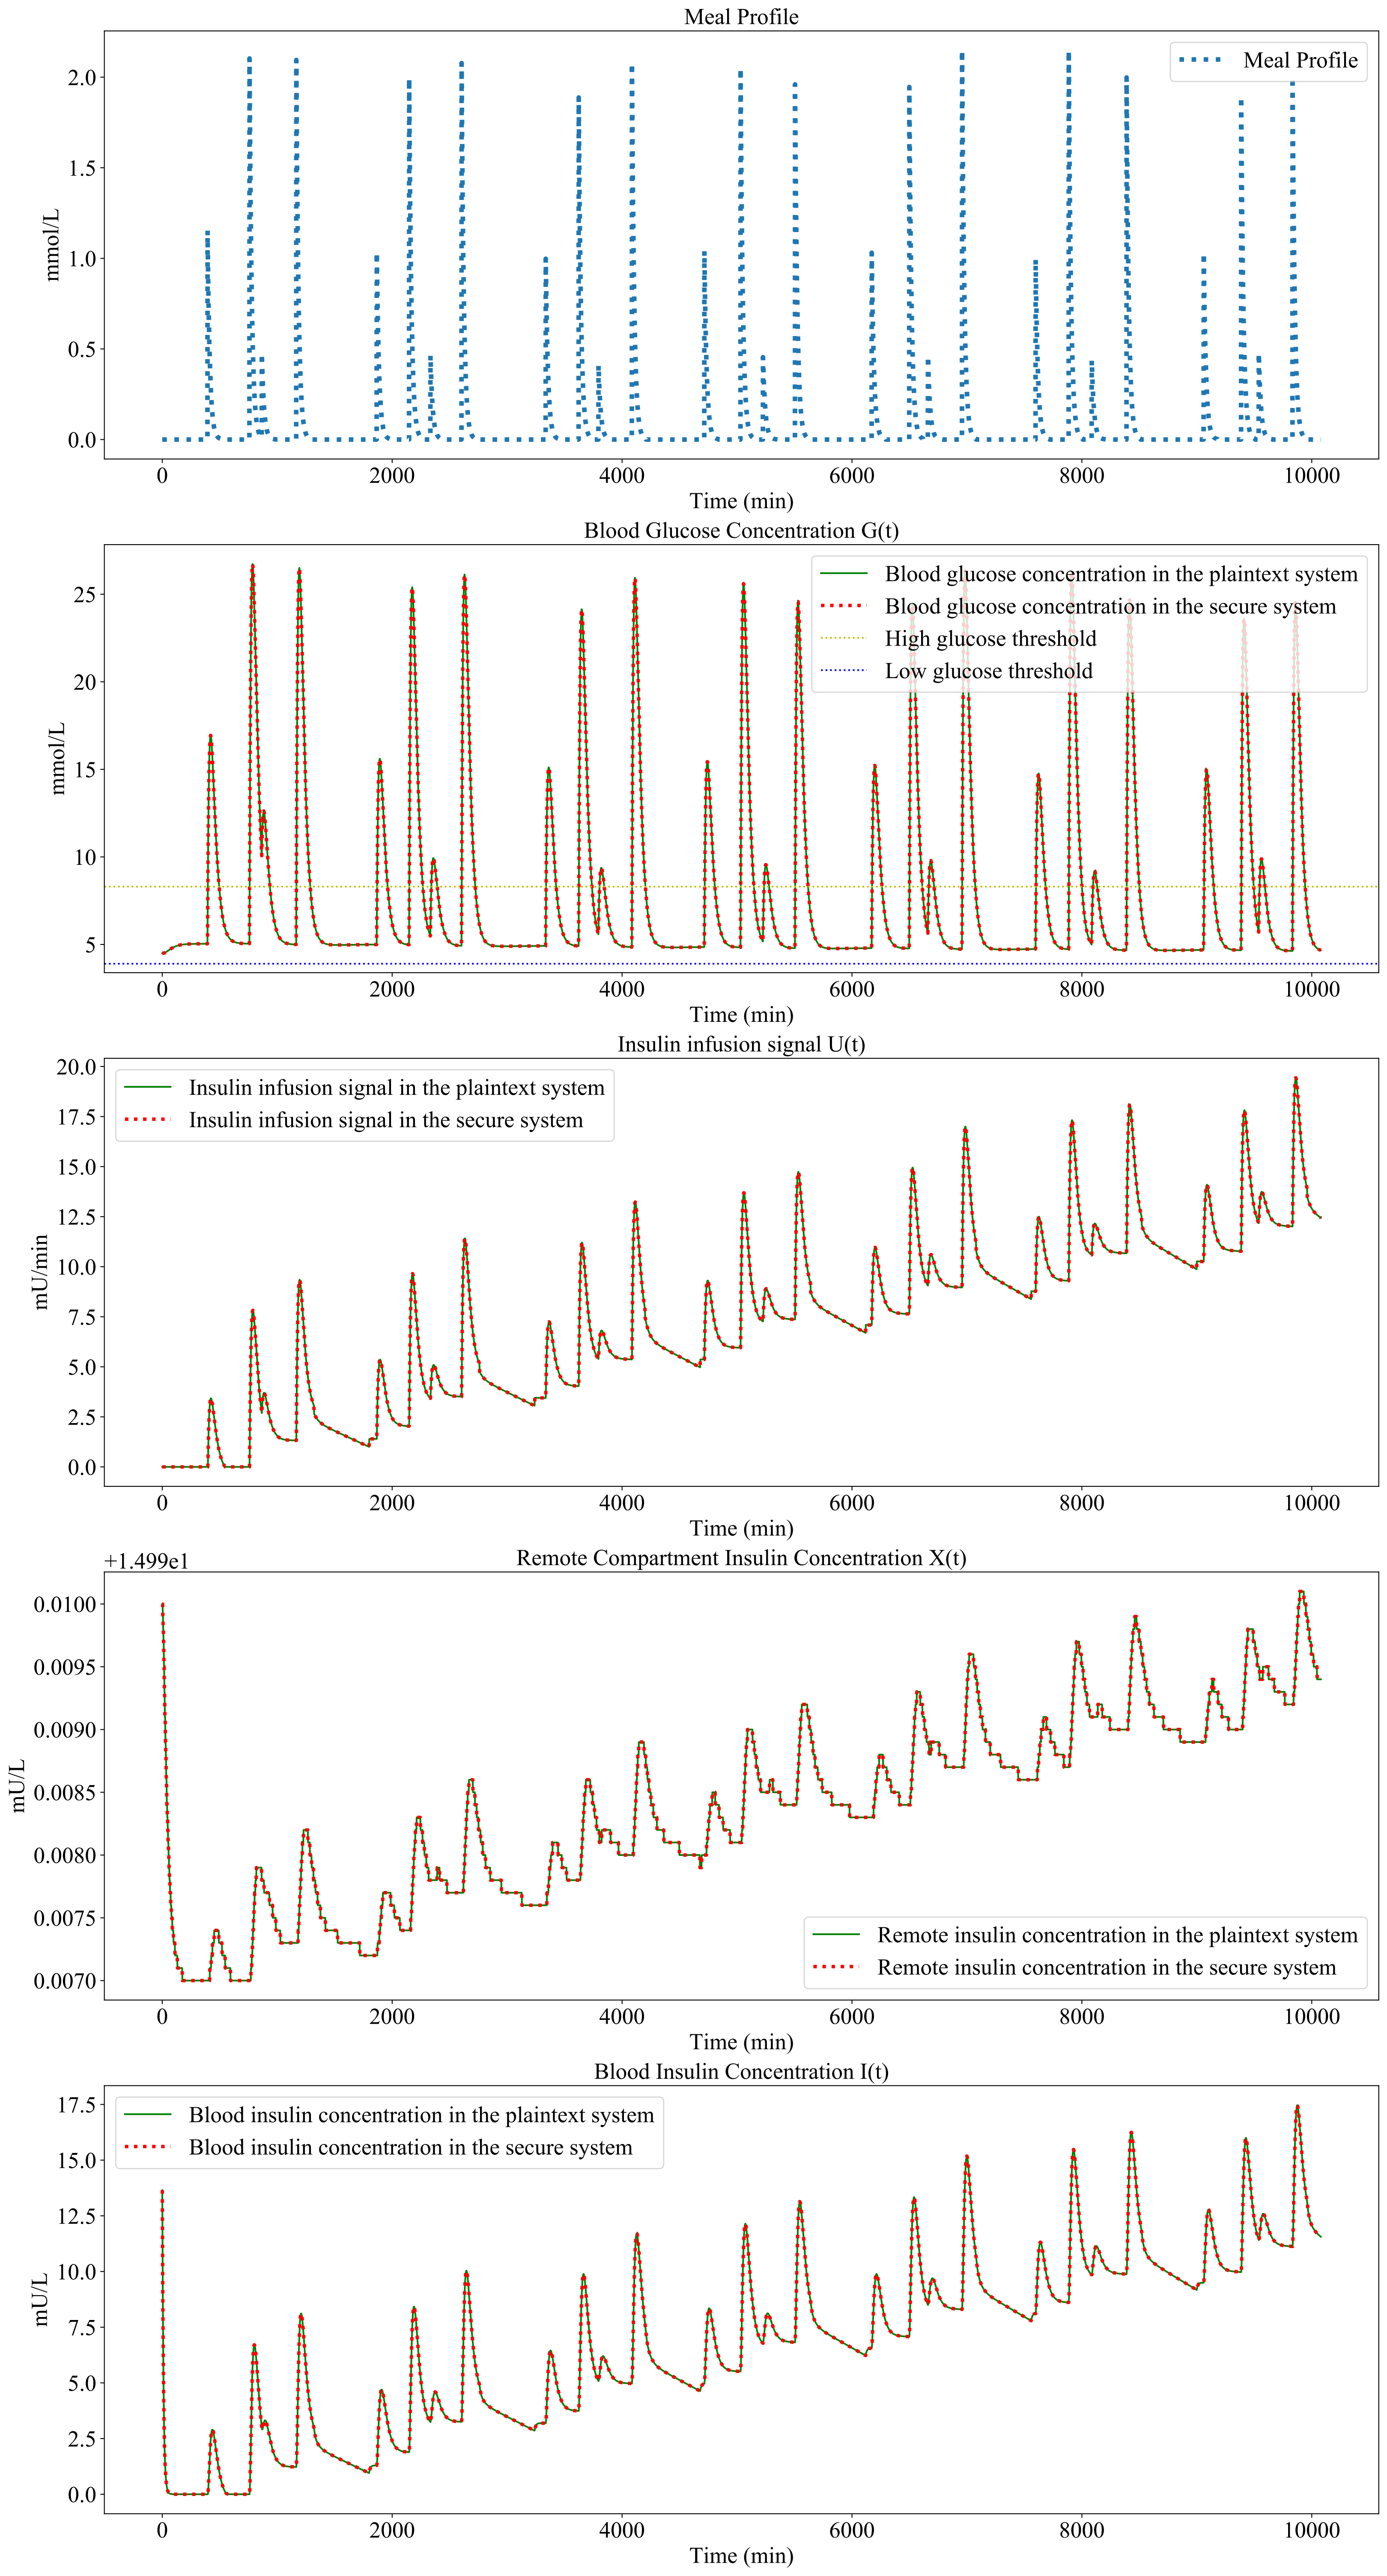 Meal Profile
2.0
1.5
1.0
0.5
0.0
mmol/L
Meal Profile
0 2000 4000 6000 8000 10000
Time (min)
Blood Glucose Concentration G(t)
25
20
15
10
5
mmol/L
Blood glucose concentration in the plaintext system
Blood glucose concentration in the secure system
High glucose threshold
Low glucose threshold
0 2000 4000 6000 8000 10000
Time (min)
Insulin infusion signal U(t)
20.0
17.5
15.0
12.5
10.0
7.5
5.0
2.5
0.0
mU/min
Insulin infusion signal in the plaintext system
Insulin infusion signal in the secure system
0 2000 4000 6000 8000 10000
Time (min)
+1.499e1
Remote Compartment Insulin Concentration X(t)
0.0100
0.0095
0.0090
0.0085
0.0080
0.0075
0.0070
mU/L
Remote insulin concentration in the plaintext system
Remote insulin concentration in the secure system
0 2000 4000 6000 8000 10000
Time (min)
Blood Insulin Concentration I(t)
17.5
15.0
12.5
10.0
7.5
5.0
2.5
0.0
mU/L
Blood insulin concentration in the plaintext system
Blood insulin concentration in the secure system
0 2000 4000 6000 8000 10000
Time (min)